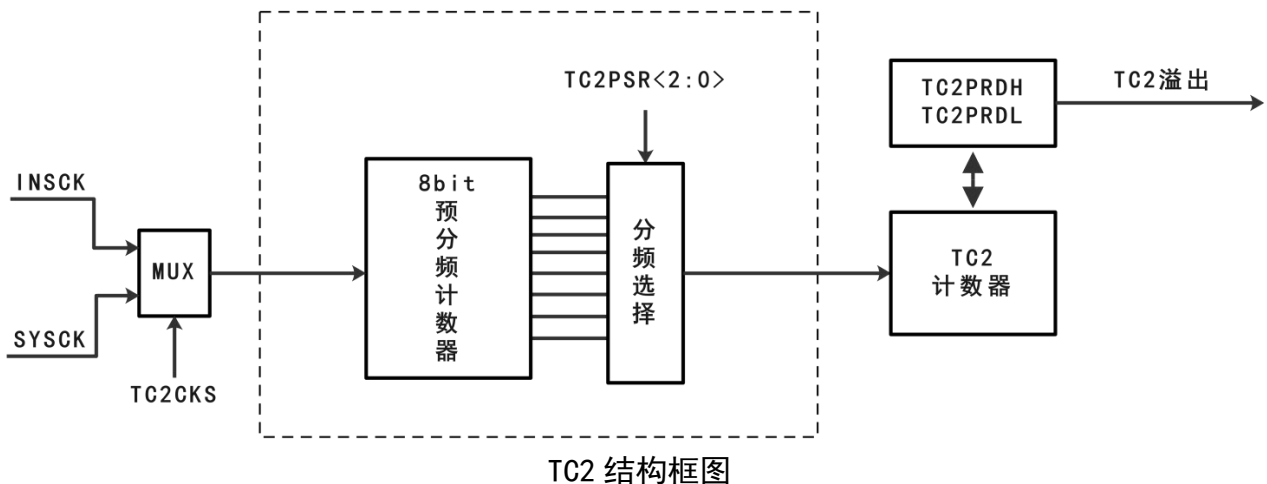 TC2PSR<2:0>
TC2PRDH
TC2PRDL
TC2溢出
INSCK
8bit
预
分
频
计
数
器
分
频
选
择
MUX
TC2
计数器
SYSCK
TC2CKS
TC2 结构框图